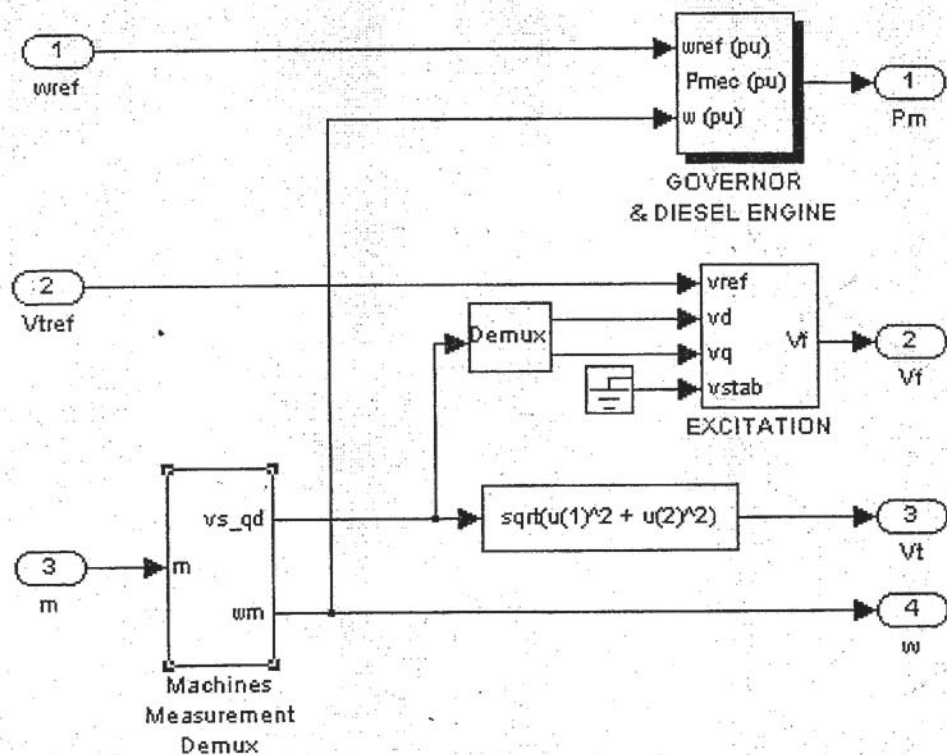 1
wref
wref (pu)
Pmec (pu)
w (pu)
GOVERNOR
& DIESEL ENGINE
1
Pm
2
Vtref
Demux
vref
vd
vq
vstab
Vf
EXCITATION
2
Vf
3
m
m
vs_qd
wm
Machines
Measurement
Demux
sqrt(u(1)^2 + u(2)^2)
3
Vt
4
w